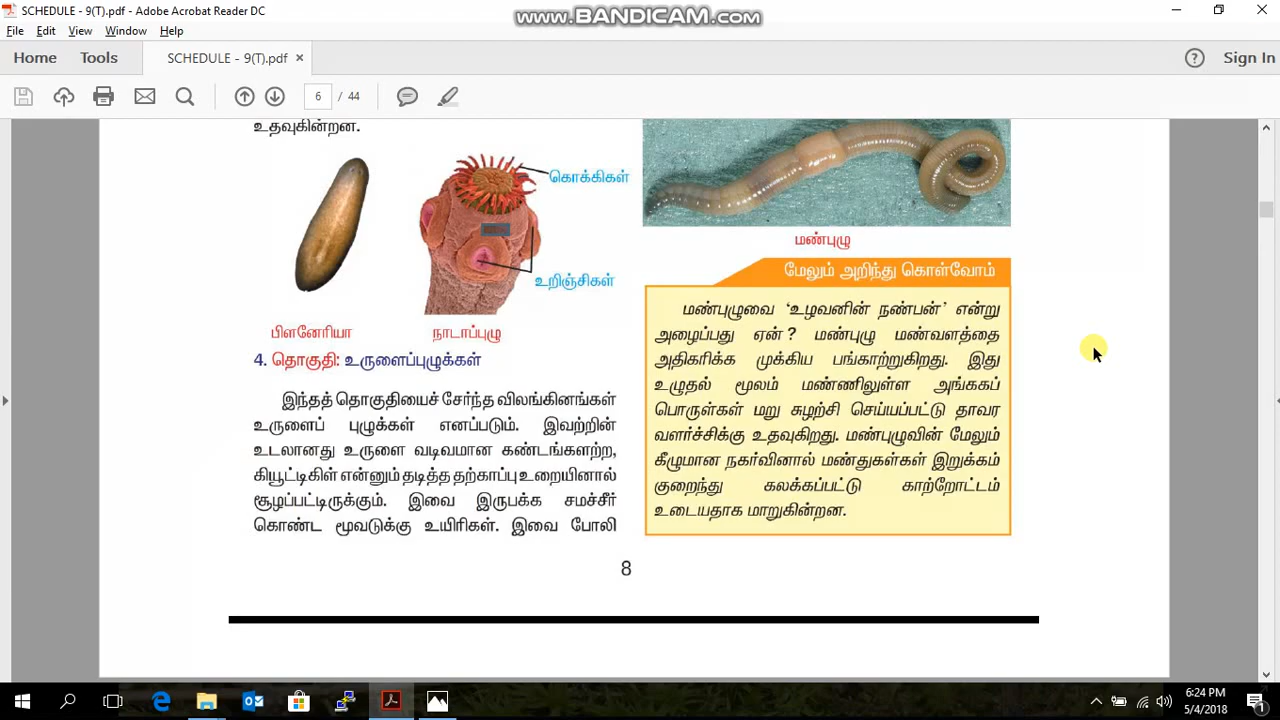 SCHEDULE - 9(T).pdf - Adobe Acrobat Reader DC
www.BANDICAM.com
File Edit View Window Help
Home Tools SCHEDULE - 9(T).pdf × Sign In
6 / 44
உதவுகின்றன.
கொக்கிகள்
உறிஞ்சிகள்
பிளனேரியா
நாடாப்புழு
4. தொகுதி: உருளைப்புழுக்கள்
இந்தத் தொகுதியைச் சேர்ந்த விலங்கினங்கள்
உருளைப் புழுக்கள் எனப்படும். இவற்றின்
உடலானது உருளை வடிவமான கண்டங்களற்ற,
கியூட்டிகிள் என்னும் தடித்த தற்காப்பு உறையினால்
சூழப்பட்டிருக்கும். இவை இருபக்க சமச்சீர்
கொண்ட மூவடுக்கு உயிரிகள். இவை போலி
மண்புழு
மேலும் அறிந்து கொள்வோம்
மண்புழுவை ‘உழவனின் நண்பன்’ என்று
அழைப்பது ஏன் ? மண்புழு மண்வளத்தை
அதிகரிக்க முக்கிய பங்காற்றுகிறது. இது
உழுதல் மூலம் மண்ணிலுள்ள அங்ககப்
பொருள்கள் மறு சுழற்சி செய்யப்பட்டு தாவர
வளர்ச்சிக்கு உதவுகிறது. மண்புழுவின் மேலும்
கீழுமான நகர்வினால் மண்துகள்கள் இறுக்கம்
குறைந்து கலக்கப்பட்டு காற்றோட்டம்
உடையதாக மாறுகின்றன.
8
6:24 PM
5/4/2018
1